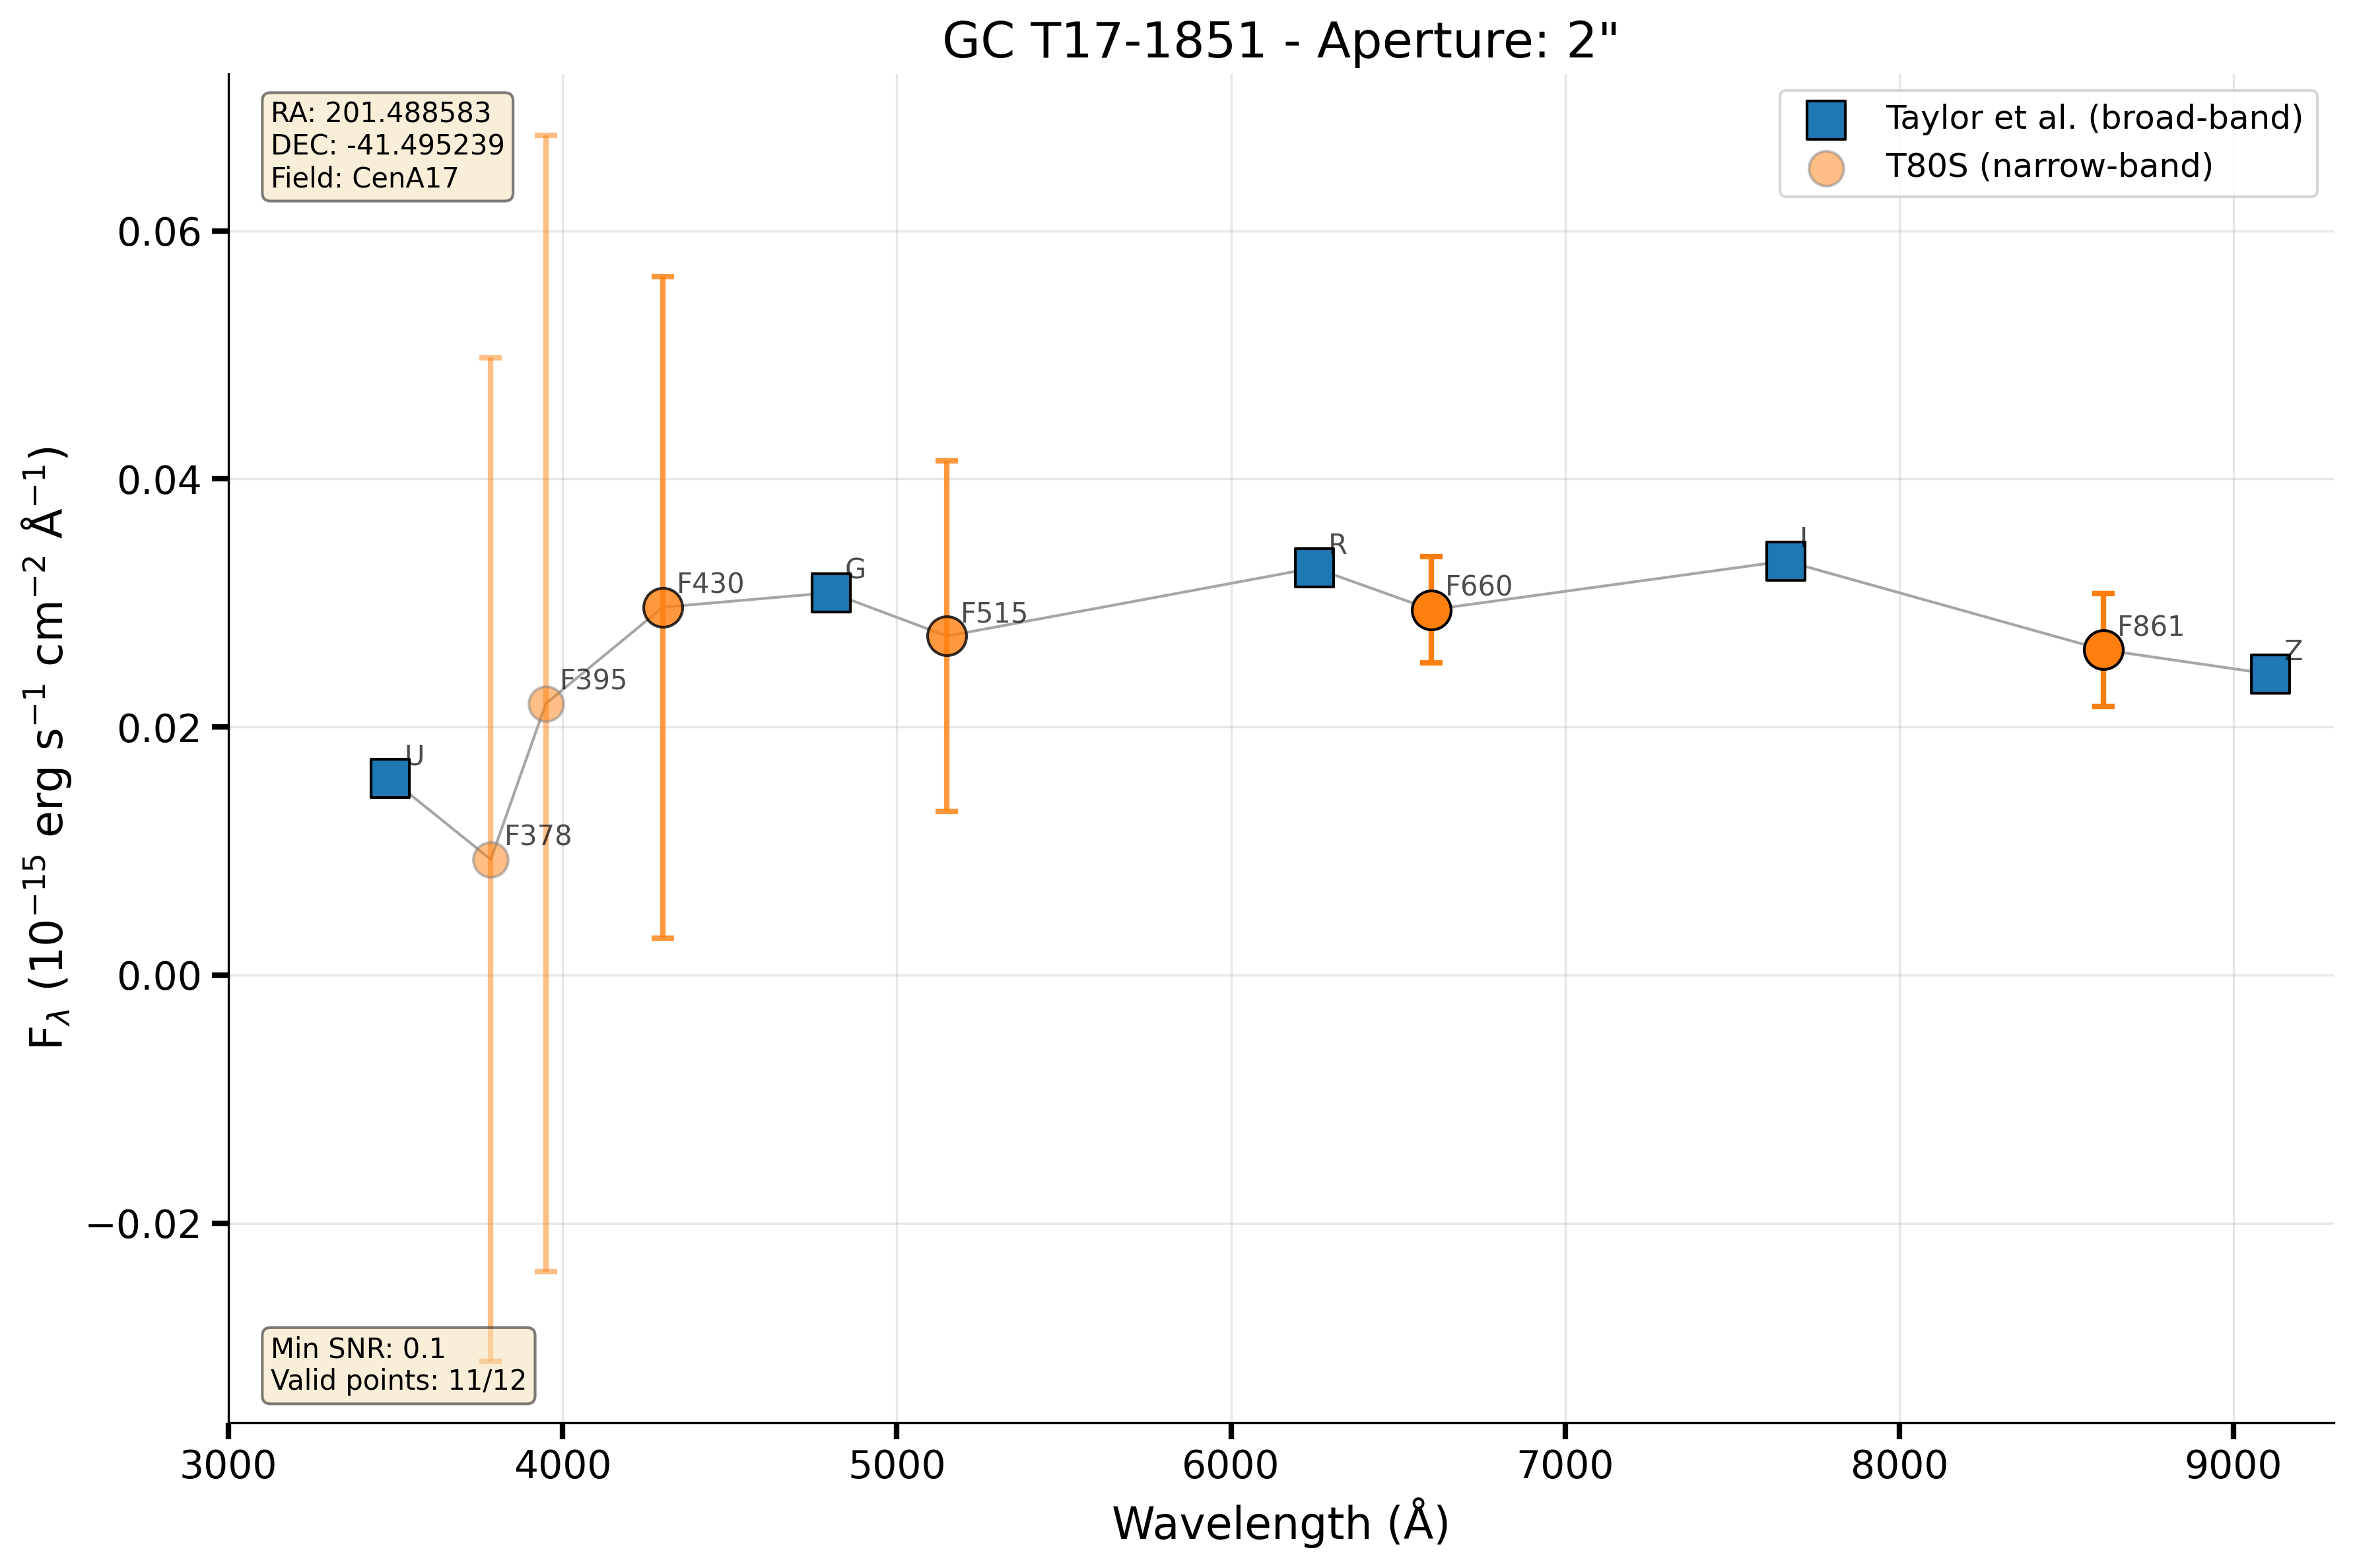 GC T17-1851 - Aperture: 2"
RA: 201.488583
DEC: -41.495239
Field: CenA17
Taylor et al. (broad-band)
T80S (narrow-band)
0.06
0.04
0.02
0.00
−0.02
F_λ (10⁻¹⁵ erg s⁻¹ cm⁻² Å⁻¹)
U
F378
F395
F430
G
F515
R
F660
I
F861
Z
Min SNR: 0.1
Valid points: 11/12
3000 4000 5000 6000 7000 8000 9000
Wavelength (Å)